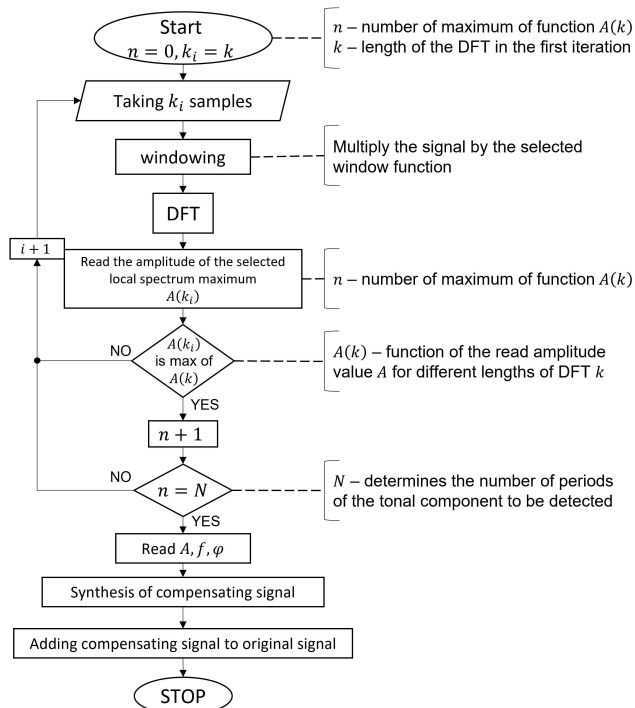 Start
n = 0, kᵢ = k
n – number of maximum of function A(k)
k – length of the DFT in the first iteration
Taking kᵢ samples
windowing
Multiply the signal by the selected
window function
DFT
i + 1
Read the amplitude of the selected
local spectrum maximum
A(kᵢ)
n – number of maximum of function A(k)
NO
A(kᵢ)
is max of
A(k)
A(k) – function of the read amplitude
value A for different lengths of DFT k
YES
n + 1
NO
n = N
N – determines the number of periods
of the tonal component to be detected
YES
Read A, f, φ
Synthesis of compensating signal
Adding compensating signal to original signal
STOP